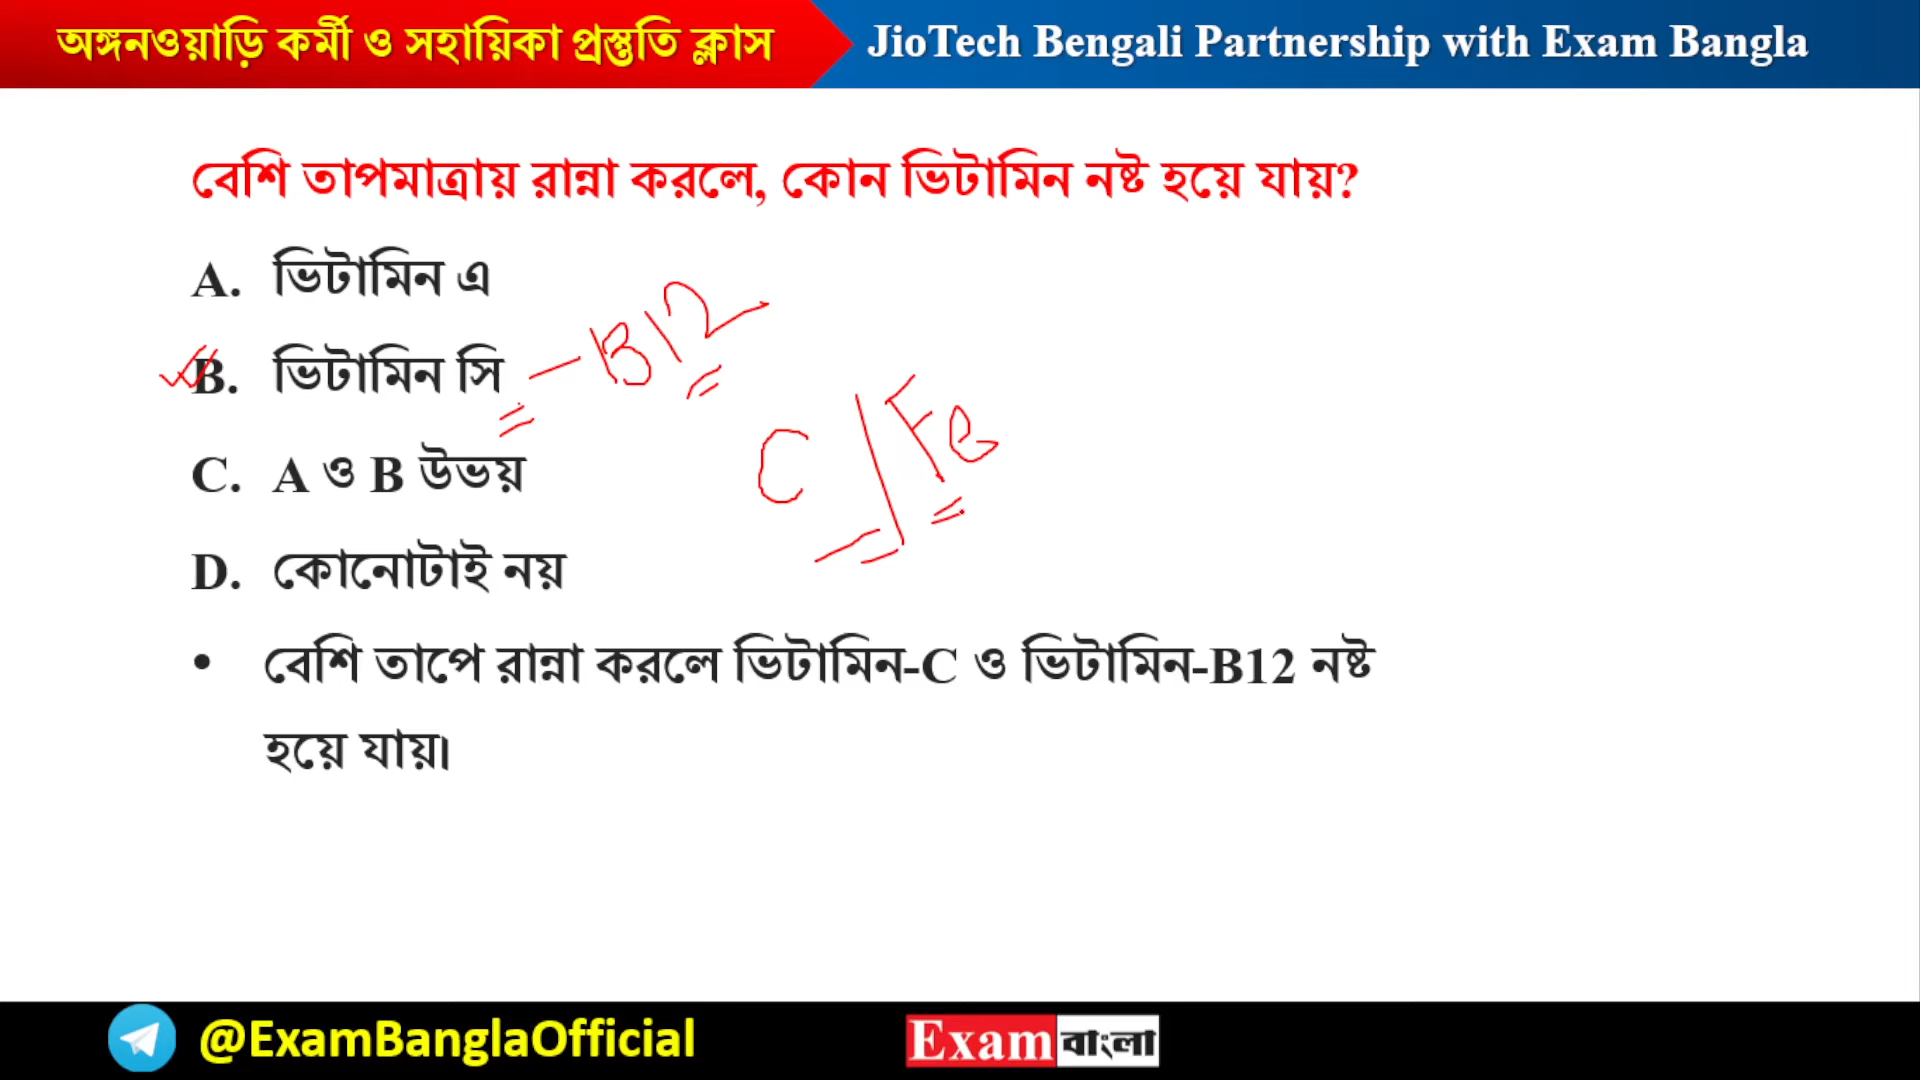 অঙ্গনওয়াড়ি কর্মী ও সহায়িকা প্রস্তুতি ক্লাস
JioTech Bengali Partnership with Exam Bangla
বেশি তাপমাত্রায় রান্না করলে, কোন ভিটামিন নষ্ট হয়ে যায়?
A. ভিটামিন এ
B. ভিটামিন সি
B12
C. A ও B উভয়
C / Fe
D. কোনোটাই নয়
• বেশি তাপে রান্না করলে ভিটামিন-C ও ভিটামিন-B12 নষ্ট
হয়ে যায়।
@ExamBanglaOfficial
Exam বাংলা